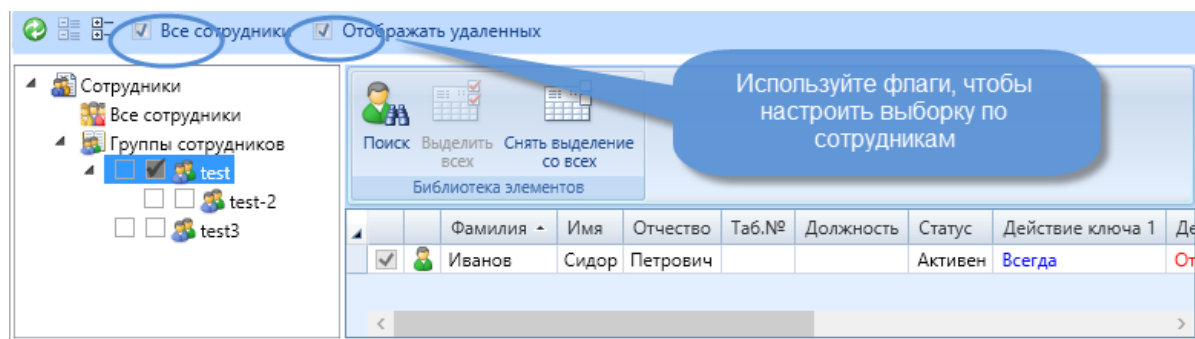 Все сотрудники Отображать удаленных
Используйте флаги, чтобы
настроить выборку по
сотрудникам
Сотрудники
Все сотрудники
Группы сотрудников
test
test-2
test3
Поиск Выделить всех Снять выделение со всех
Библиотека элементов
Фамилия Имя Отчество Таб.№ Должность Статус Действие ключа 1 Де
Иванов Сидор Петрович Активен Всегда От